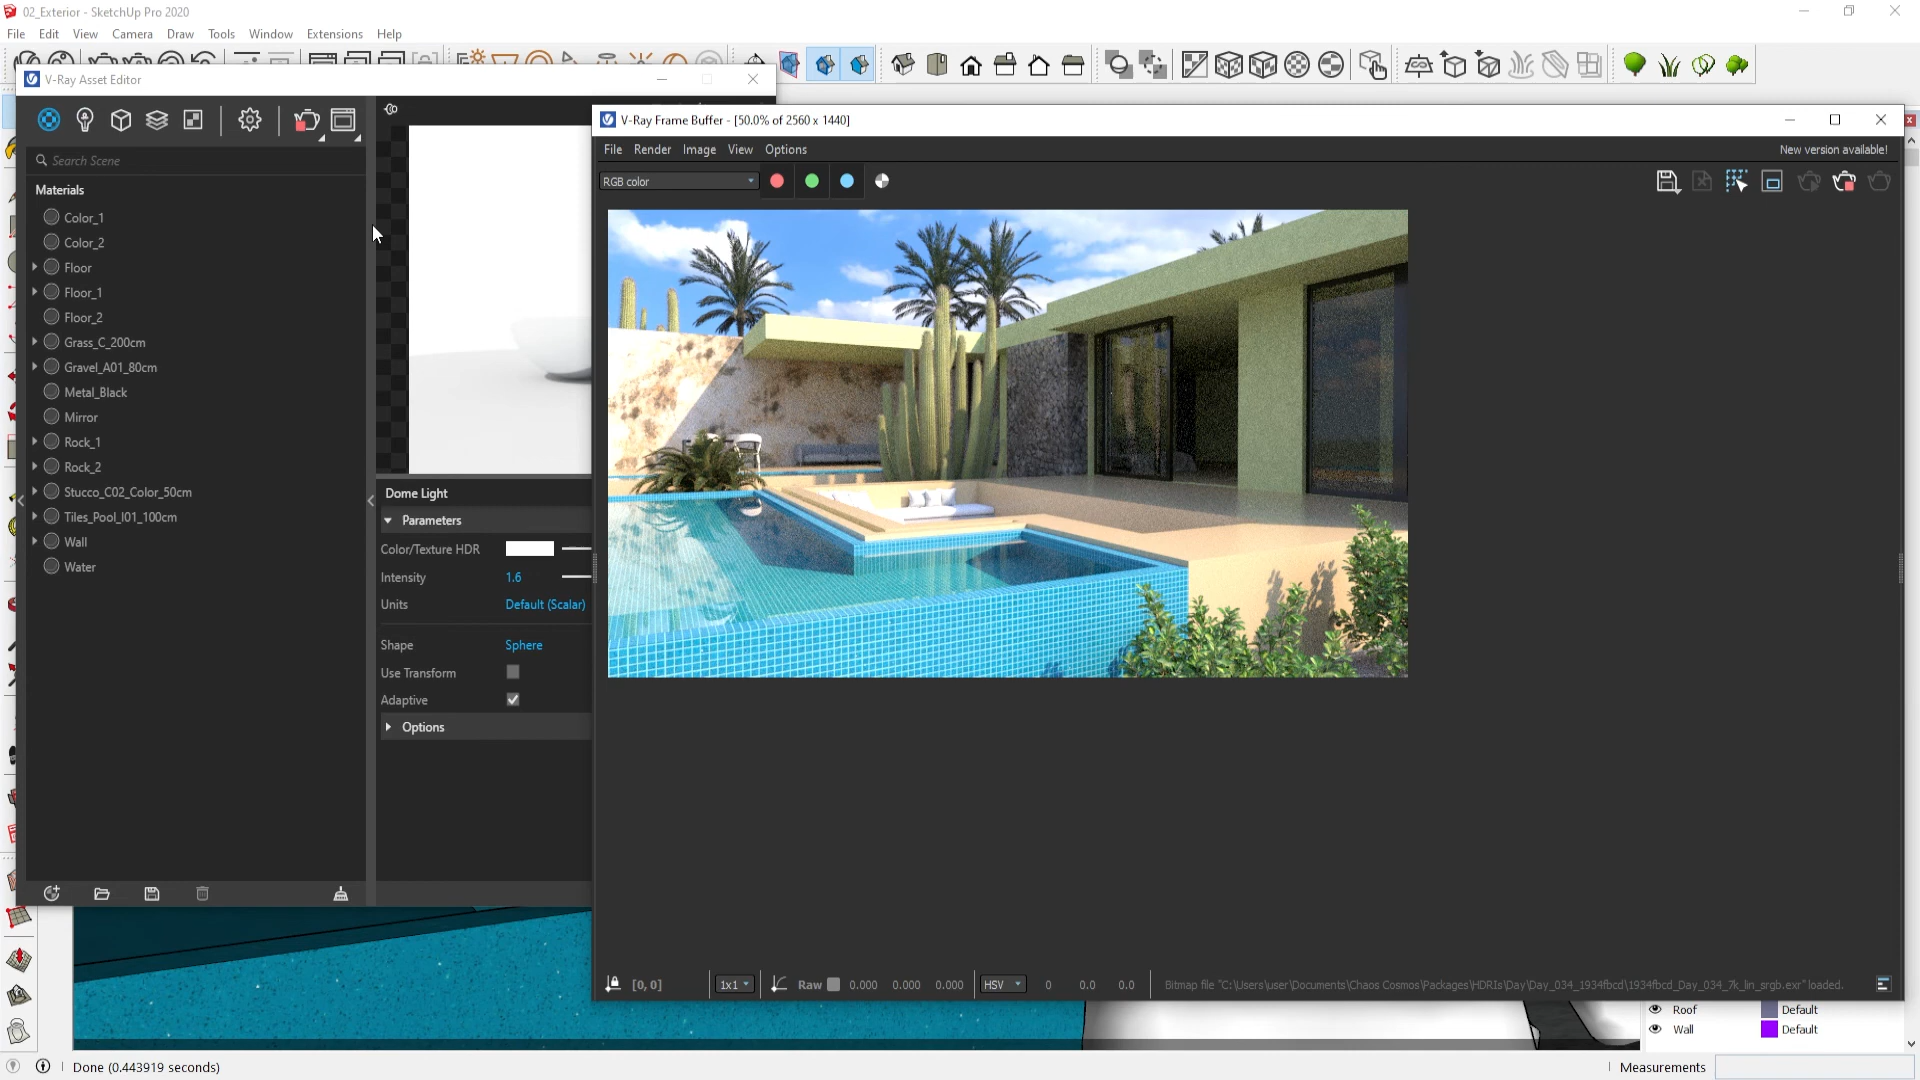 02_Exterior - SketchUp Pro 2020
File Edit View Camera Draw Tools Window Extensions Help
V-Ray Asset Editor
Search Scene
Materials
Color_1
Color_2
Floor
Floor_1
Floor_2
Grass_C_200cm
Gravel_A01_80cm
Metal_Black
Mirror
Rock_1
Rock_2
Stucco_C02_Color_50cm
Tiles_Pool_I01_100cm
Wall
Water
Dome Light
Parameters
Color/Texture HDR
Intensity 1.6
Units Default (Scalar)
Shape Sphere
Use Transform
Adaptive
Options
V-Ray Frame Buffer - [50.0% of 2560 x 1440]
File Render Image View Options New version available!
RGB color
[0, 0] 1x1 Raw 0.000 0.000 0.000 HSV 0 0.0 0.0 Bitmap file "C:\Users\user\Documents\Chaos Cosmos\Packages\HDRIs\Day\Day_034_1934fbcd\1934fbcd_Day_034_7k_lin_srgb.exr" loaded.
Roof Default
Wall Default
Done (0.443919 seconds) Measurements